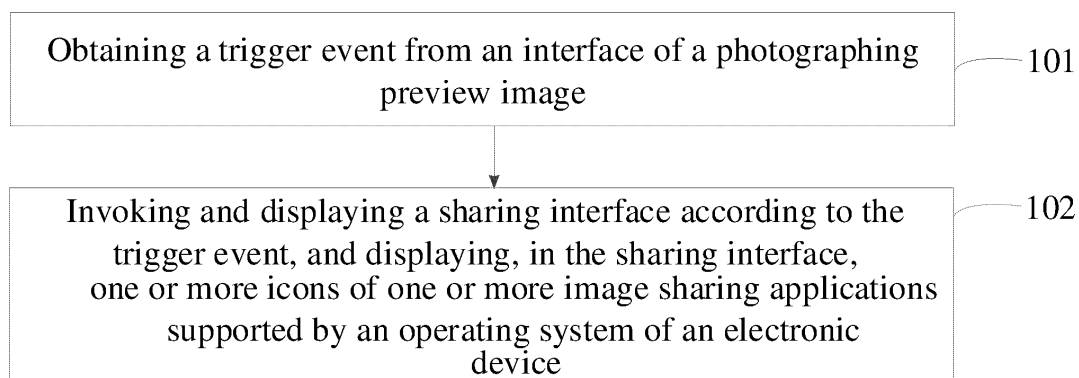 Obtaining a trigger event from an interface of a photographing
preview image
101
Invoking and displaying a sharing interface according to the
trigger event, and displaying, in the sharing interface,
one or more icons of one or more image sharing applications
supported by an operating system of an electronic
device
102